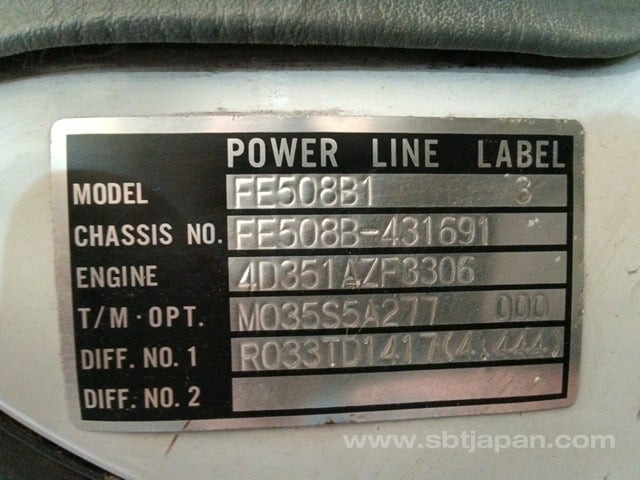 POWER LINE LABEL
MODEL FE508B1 3
CHASSIS NO. FE508B-431691
ENGINE 4D351AZF3306
T/M·OPT. M035S5A277 000
DIFF. NO. 1 R033TD1417(4.444)
DIFF. NO. 2
www.sbtjapan.com